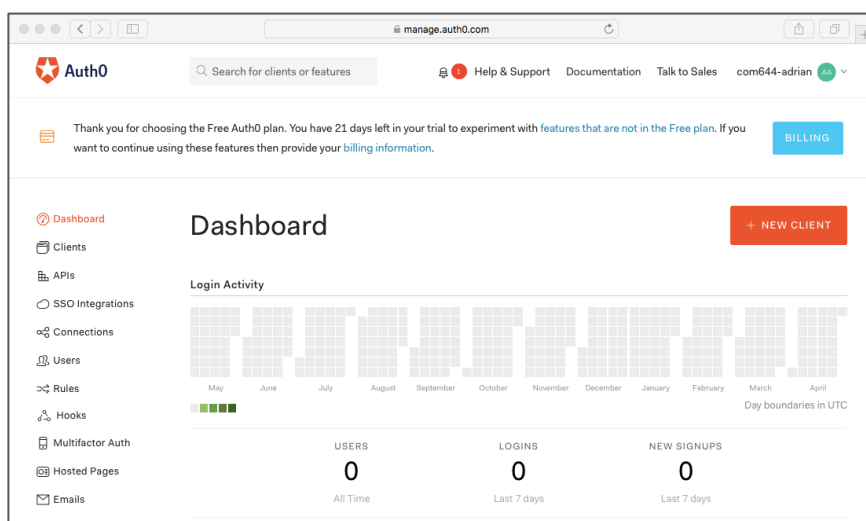 manage.auth0.com
Auth0
Search for clients or features
1
Help & Support
Documentation
Talk to Sales
com644-adrian
AA
Thank you for choosing the Free Auth0 plan. You have 21 days left in your trial to experiment with features that are not in the Free plan. If you
want to continue using these features then provide your billing information.
BILLING
Dashboard
Clients
APIs
SSO Integrations
Connections
Users
Rules
Hooks
Multifactor Auth
Hosted Pages
Emails
Dashboard
+ NEW CLIENT
Login Activity
May June July August September October November December January February March April
Day boundaries in UTC
USERS
0
All Time
LOGINS
0
Last 7 days
NEW SIGNUPS
0
Last 7 days